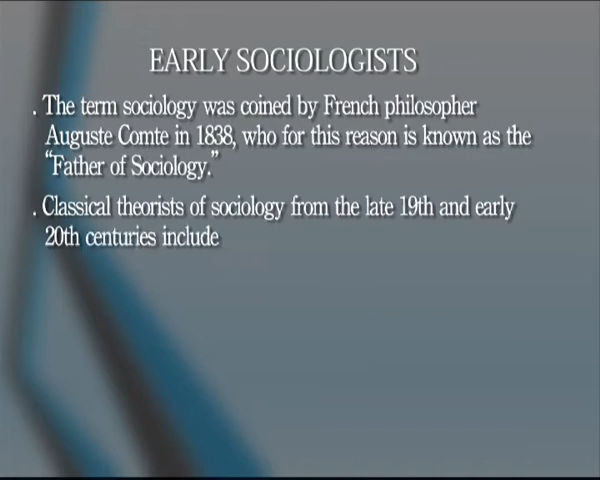 EARLY SOCIOLOGISTS
. The term sociology was coined by French philosopher
Auguste Comte in 1838, who for this reason is known as the
“Father of Sociology.”
. Classical theorists of sociology from the late 19th and early
20th centuries include